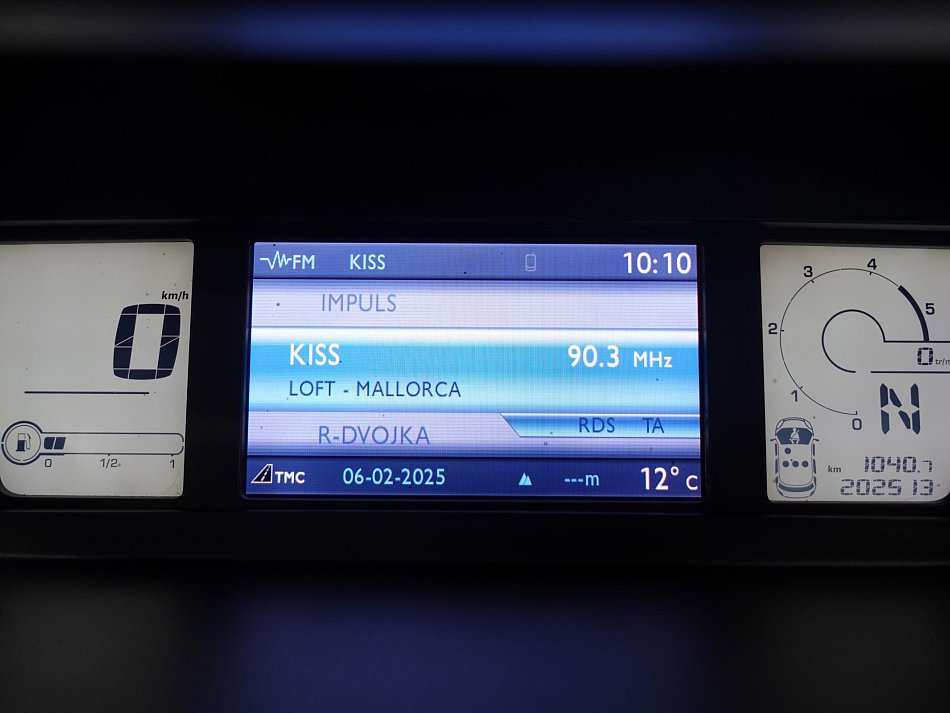 km/h
0
0 1/2 1
FM KISS 10:10
IMPULS
KISS 90.3 MHz
LOFT - MALLORCA
R-DVOJKA RDS TA
TMC 06-02-2025 ---m 12° C
3 4
2 5
1 0
0 tr/m
N
km 1040.7
202513